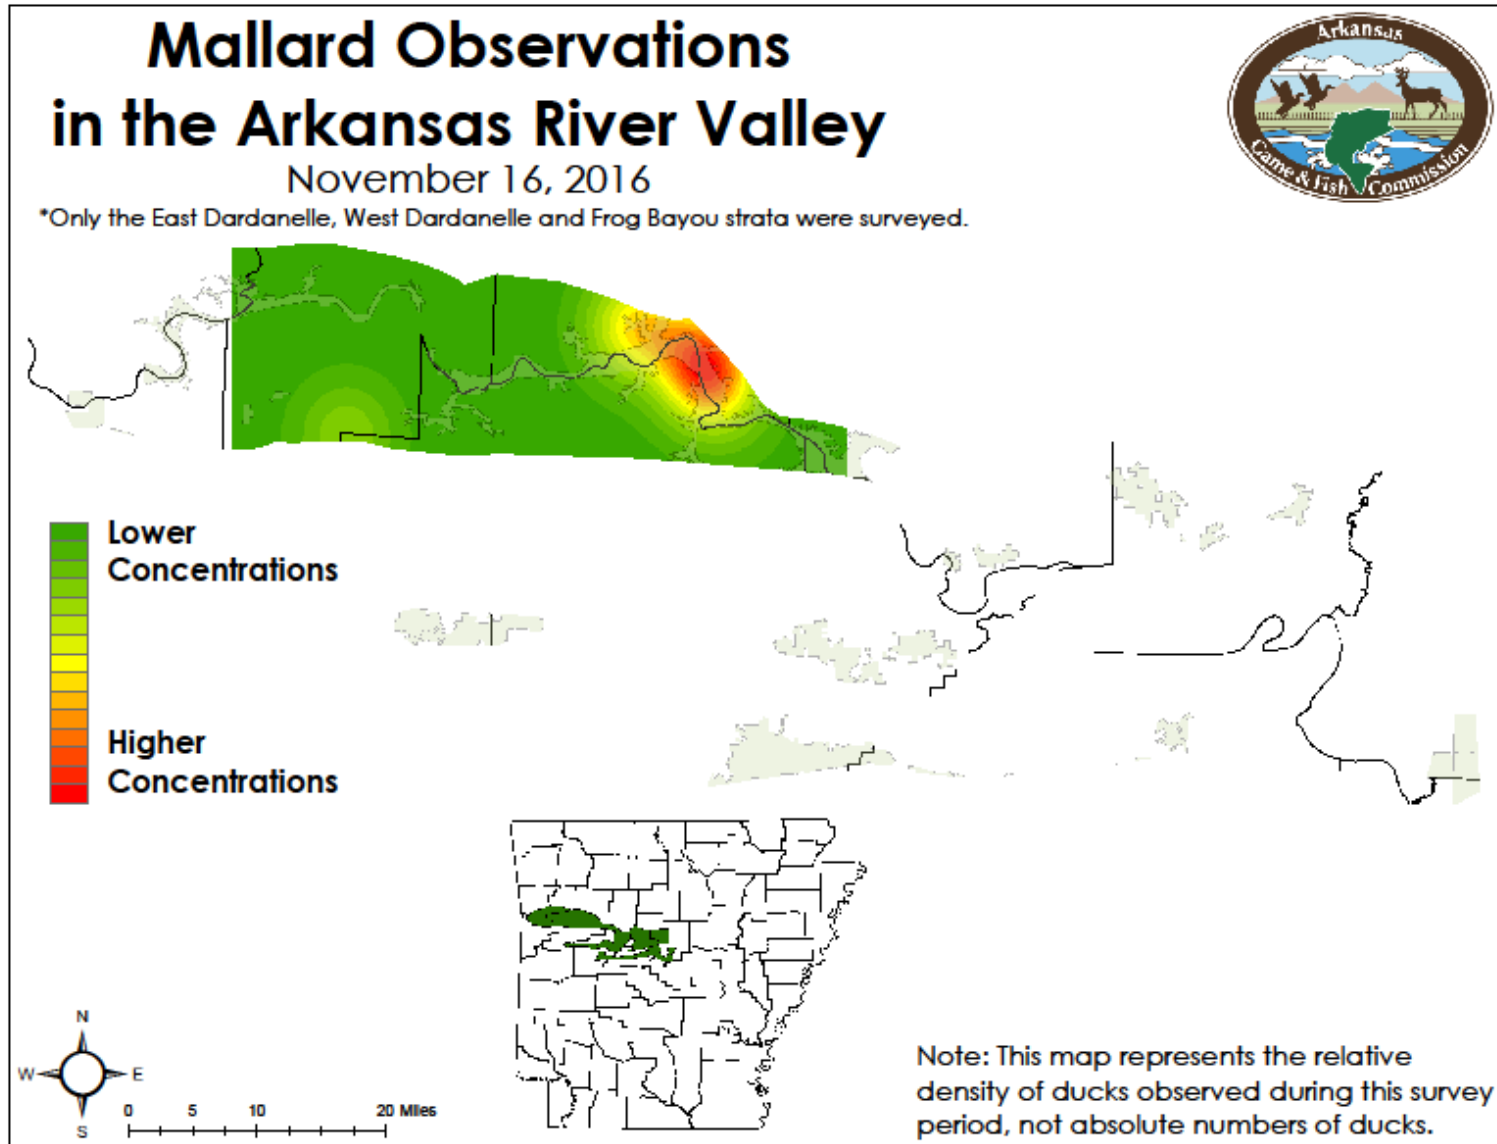 Mallard Observations
in the Arkansas River Valley
November 16, 2016
*Only the East Dardanelle, West Dardanelle and Frog Bayou strata were surveyed.
Arkansas
Game & Fish Commission
Lower
Concentrations
Higher
Concentrations
N
W E
S
0 5 10 20 Miles
Note: This map represents the relative
density of ducks observed during this survey
period, not absolute numbers of ducks.